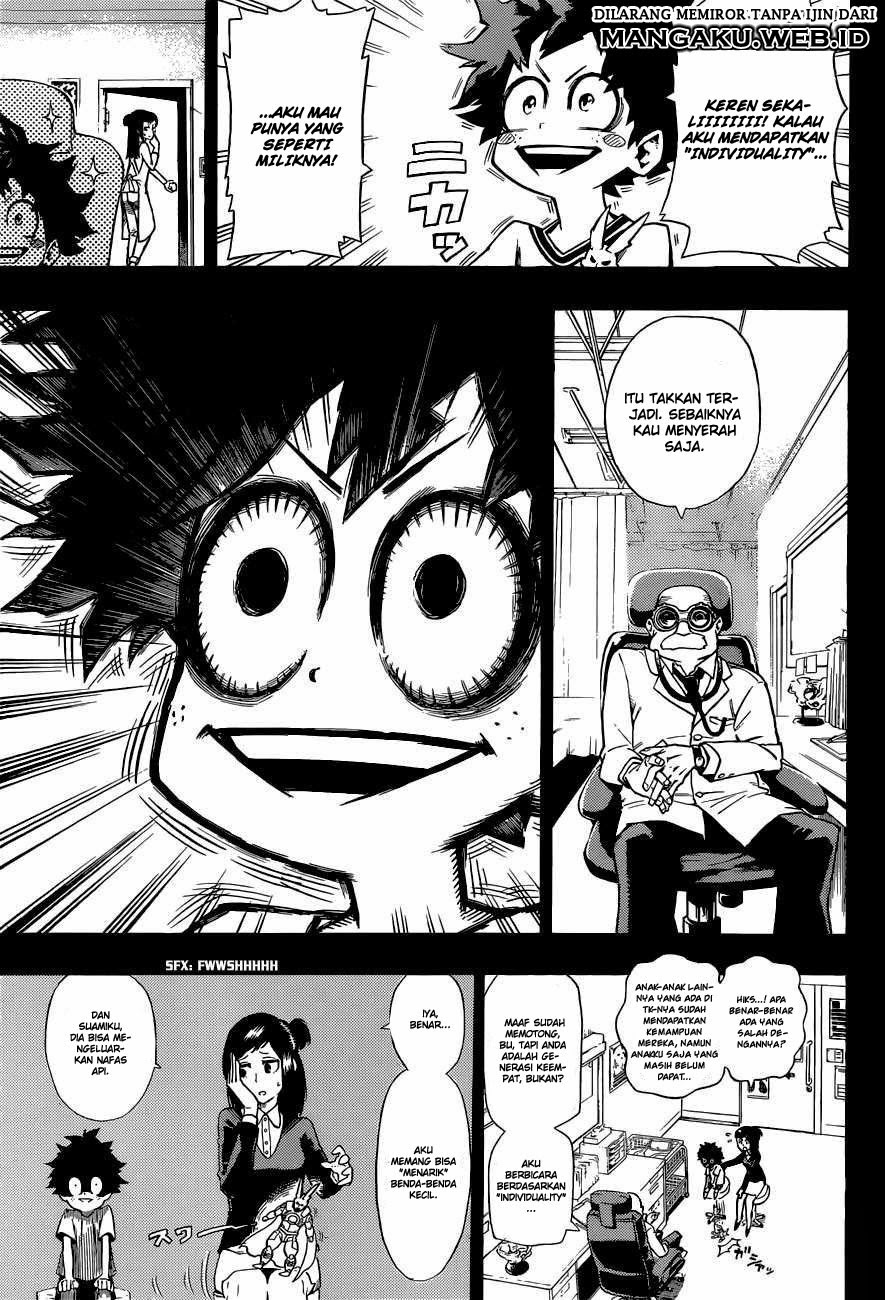 DILARANG MEMIROR TANPA IJIN DARI
MANGAKU.WEB.ID
KEREN SEKA-
LIIIIIIIII! KALAU
AKU MENDAPATKAN
"INDIVIDUALITY"...
...AKU MAU
PUNYA YANG
SEPERTI
MILIKNYA!
ニカッ
ITU TAKKAN TER-
JADI. SEBAIKNYA
KAU MENYERAH
SAJA.
SFX: FWWSHHHHH
HIKS...! APA
BENAR-BENAR
ADA YANG
SALAH DE-
NGANNYA?
ANAK-ANAK LAIN-
NYA YANG ADA DI
TK-NYA SUDAH
MENDAPATKAN
KEMAMPUAN
MEREKA, NAMUN
ANAKKU SAJA YANG
MASIH BELUM
DAPAT...
MAAF SUDAH
MEMOTONG,
BU, TAPI ANDA
ADALAH GE-
NERASI KEEM-
PAT, BUKAN?
AKU
BERBICARA
BERDASARKAN
"INDIVIDUALITY"
...
IYA,
BENAR...
AKU
MEMANG BISA
"MENARIK"
BENDA-BENDA
KECIL.
DAN
SUAMIKU,
DIA BISA ME-
NGELUAR-
KAN NAFAS
API.
スウー